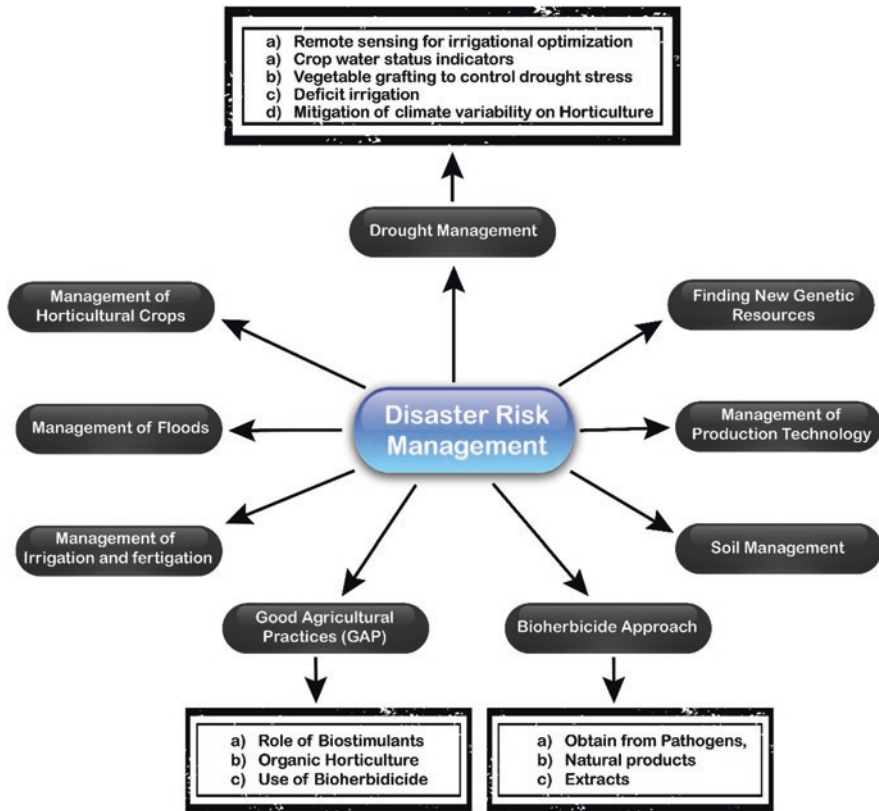 a) Remote sensing for irrigational optimization
a) Crop water status indicators
b) Vegetable grafting to control drought stress
c) Deficit irrigation
d) Mitigation of climate variability on Horticulture
Drought Management
Management of
Horticultural Crops
Finding New Genetic
Resources
Disaster Risk
Management
Management of Floods
Management of
Production Technology
Management of
Irrigation and fertigation
Soil Management
Good Agricultural
Practices (GAP)
Bioherbicide Approach
a) Role of Biostimulants
b) Organic Horticulture
c) Use of Bioherbidicide
a) Obtain from Pathogens,
b) Natural products
c) Extracts